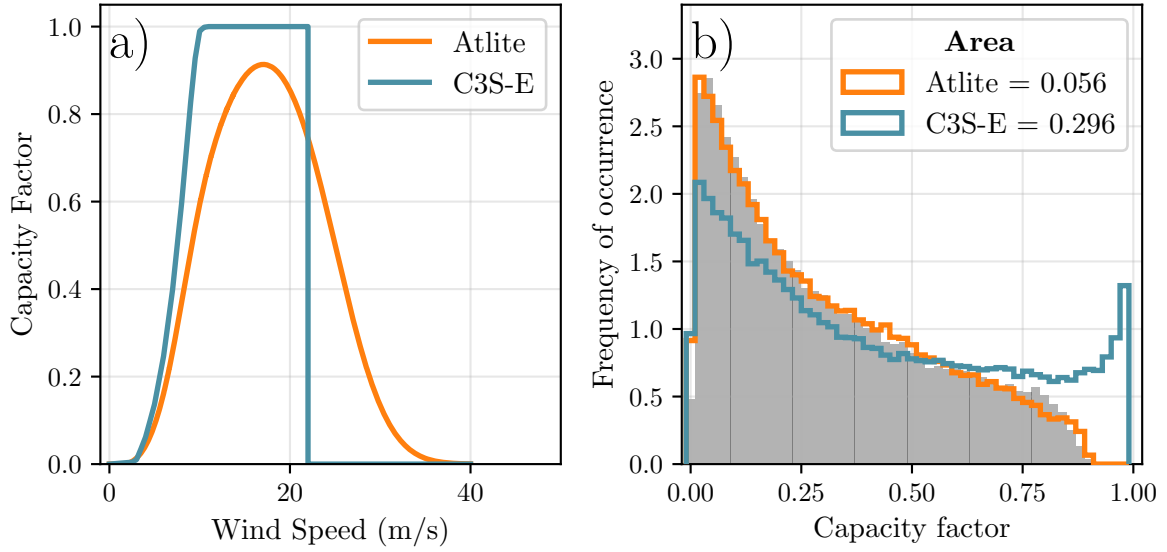 a)
Atlite
C3S-E
Capacity Factor
1.0
0.8
0.6
0.4
0.2
0.0
0
20
40
Wind Speed (m/s)
b)
Area
Atlite = 0.056
C3S-E = 0.296
Frequency of occurrence
3.0
2.5
2.0
1.5
1.0
0.5
0.0
0.00
0.25
0.50
0.75
1.00
Capacity factor